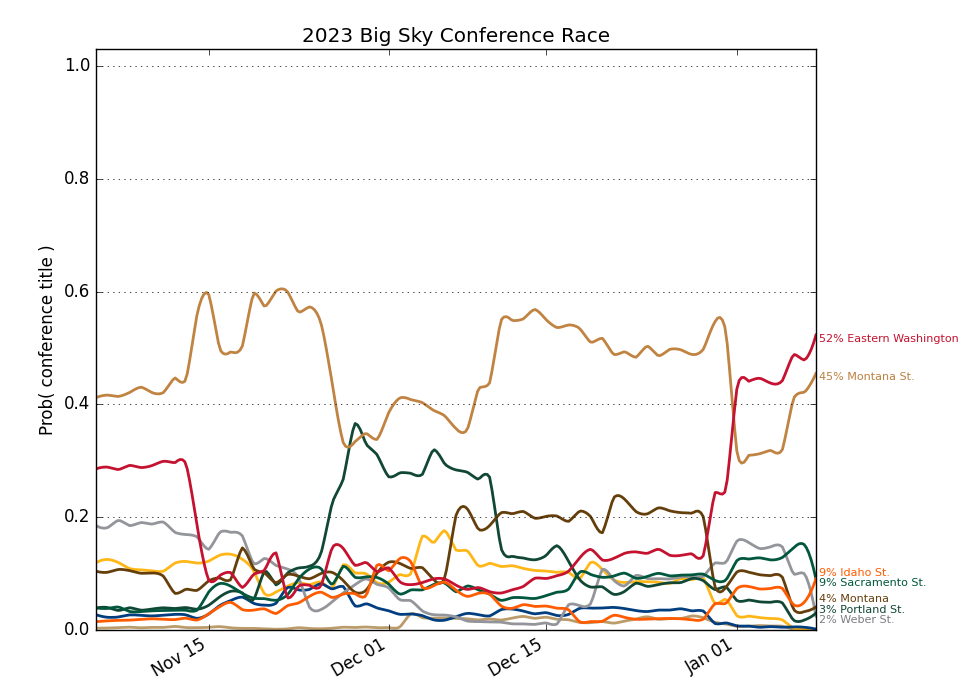 2023 Big Sky Conference Race
Prob( conference title )
1.0
0.8
0.6
0.4
0.2
0.0
Nov 15
Dec 01
Dec 15
Jan 01
52% Eastern Washington
45% Montana St.
9% Idaho St.
9% Sacramento St.
4% Montana
3% Portland St.
2% Weber St.